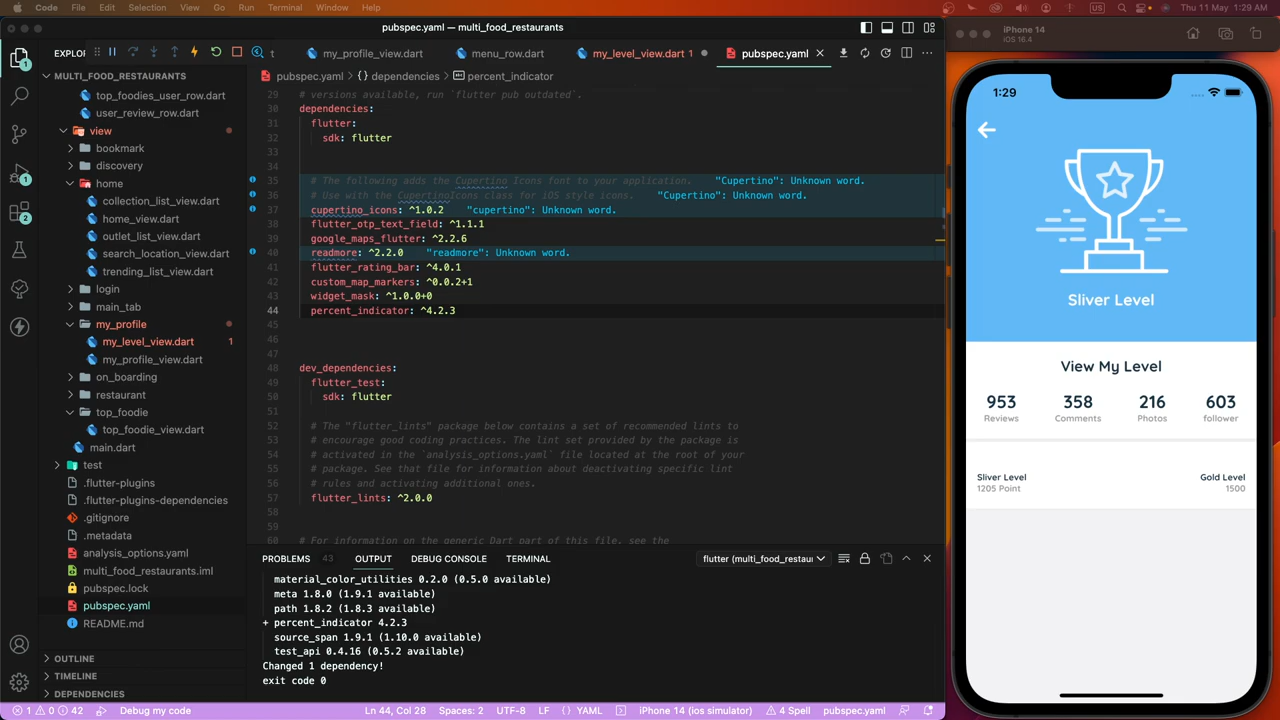 Code File Edit Selection View Go Run Terminal Window Help
US
Thu 11 May 1:29 AM
pubspec.yaml — multi_food_restaurants
EXPLO
t
my_profile_view.dart
menu_row.dart
my_level_view.dart 1
pubspec.yaml
pubspec.yaml > {} dependencies > percent_indicator
MULTI_FOOD_RESTAURANTS
top_foodies_user_row.dart
user_review_row.dart
view
bookmark
discovery
home
collection_list_view.dart
home_view.dart
outlet_list_view.dart
search_location_view.dart
trending_list_view.dart
login
main_tab
my_profile
my_level_view.dart 1
my_profile_view.dart
on_boarding
restaurant
top_foodie
top_foodie_view.dart
main.dart
test
.flutter-plugins
.flutter-plugins-dependencies
.gitignore
.metadata
analysis_options.yaml
multi_food_restaurants.iml
pubspec.lock
pubspec.yaml
README.md
OUTLINE
TIMELINE
DEPENDENCIES
1
1
2
29 # versions available, run `flutter pub outdated`.
30 dependencies:
31 flutter:
32 sdk: flutter
33
34
35 # The following adds the Cupertino Icons font to your application. "Cupertino": Unknown word.
36 # Use with the CupertinoIcons class for iOS style icons. "Cupertino": Unknown word.
37 cupertino_icons: ^1.0.2 "cupertino": Unknown word.
38 flutter_otp_text_field: ^1.1.1
39 google_maps_flutter: ^2.2.6
40 readmore: ^2.2.0 "readmore": Unknown word.
41 flutter_rating_bar: ^4.0.1
42 custom_map_markers: ^0.0.2+1
43 widget_mask: ^1.0.0+0
44 percent_indicator: ^4.2.3
45
46
47
48 dev_dependencies:
49 flutter_test:
50 sdk: flutter
51
52 # The "flutter_lints" package below contains a set of recommended lints to
53 # encourage good coding practices. The lint set provided by the package is
54 # activated in the `analysis_options.yaml` file located at the root of your
55 # package. See that file for information about deactivating specific lint
56 # rules and activating additional ones.
57 flutter_lints: ^2.0.0
58
59
60 # For information on the generic Dart part of this file, see the
PROBLEMS 43 OUTPUT DEBUG CONSOLE TERMINAL
flutter (multi_food_restau
material_color_utilities 0.2.0 (0.5.0 available)
meta 1.8.0 (1.9.1 available)
path 1.8.2 (1.8.3 available)
+ percent_indicator 4.2.3
source_span 1.9.1 (1.10.0 available)
test_api 0.4.16 (0.5.2 available)
Changed 1 dependency!
exit code 0
1 0 42 Debug my code
Ln 44, Col 28 Spaces: 2 UTF-8 LF {} YAML iPhone 14 (ios simulator) 4 Spell pubspec.yaml
iPhone 14
iOS 16.4
1:29
Sliver Level
View My Level
953 358 216 603
Reviews Comments Photos follower
Sliver Level Gold Level
1205 Point 1500